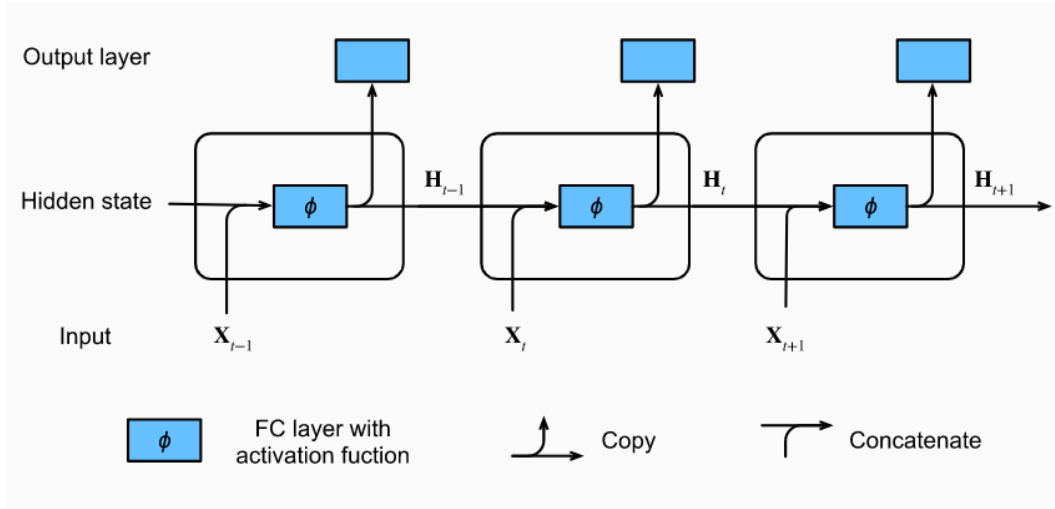 Output layer
Hidden state
ϕ
H_{t−1}
ϕ
H_t
ϕ
H_{t+1}
Input
X_{t−1}
X_t
X_{t+1}
ϕ
FC layer with
activation fuction
Copy
Concatenate